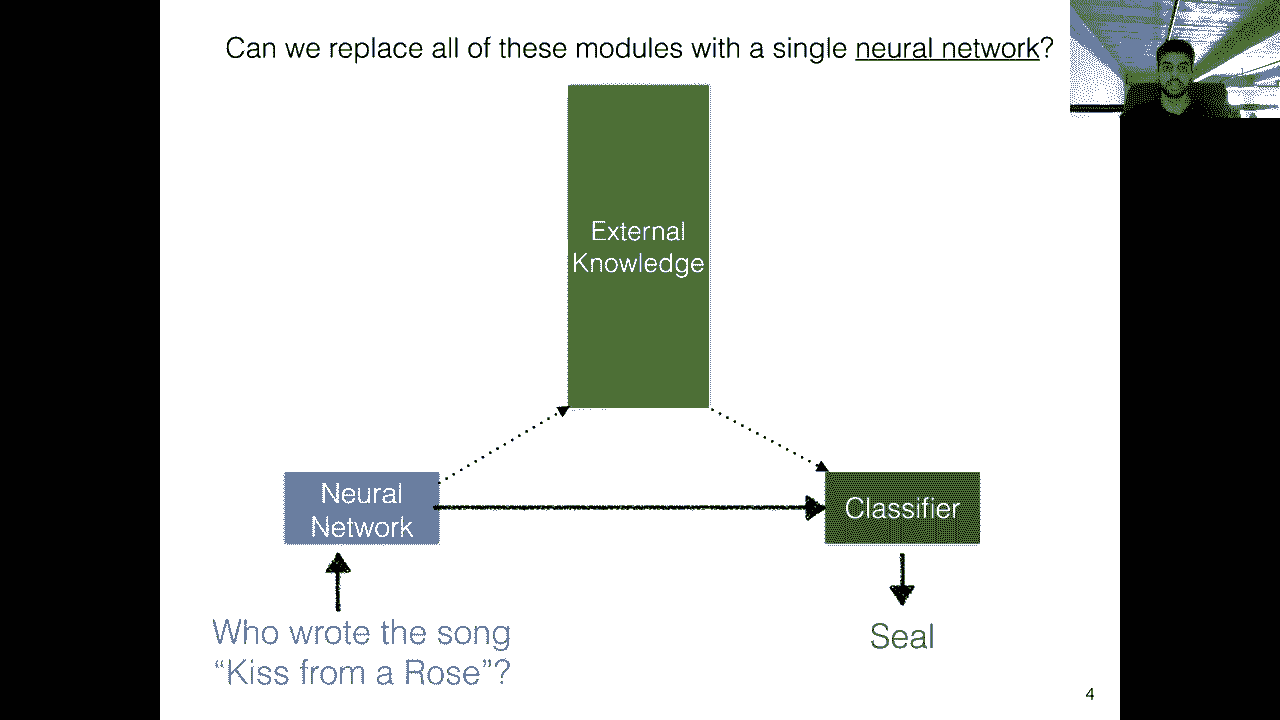 Can we replace all of these modules with a single neural network?
External
Knowledge
Neural
Network
Classifier
Who wrote the song
“Kiss from a Rose”?
Seal
4